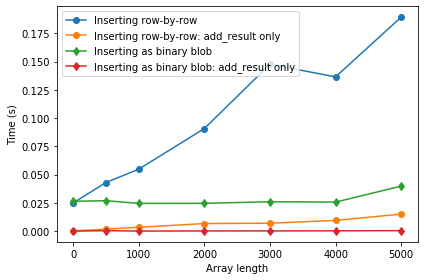 Inserting row-by-row
Inserting row-by-row: add_result only
Inserting as binary blob
Inserting as binary blob: add_result only
0.175
0.150
0.125
0.100
0.075
0.050
0.025
0.000
Time (s)
0
1000
2000
3000
4000
5000
Array length